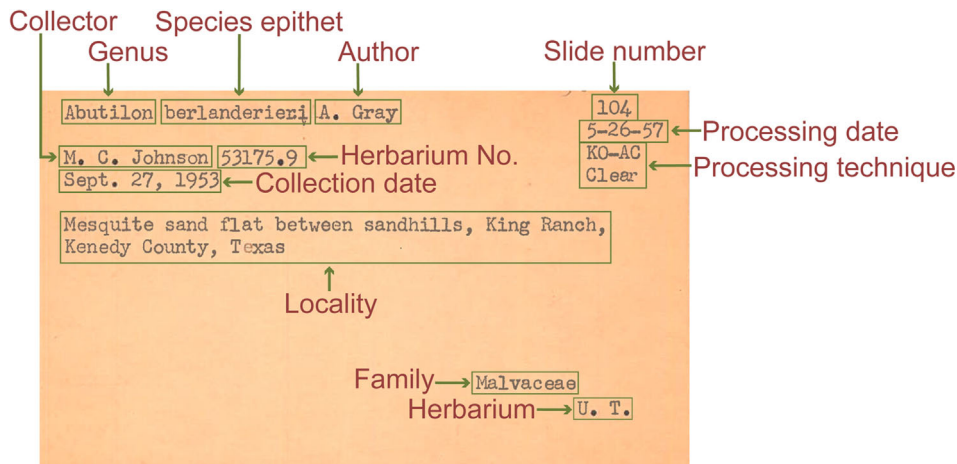 Collector Species epithet
Genus Author Slide number
Abutilon berlanderieri A. Gray 104
5-26-57 Processing date
M. C. Johnson 53175.9 Herbarium No. KO-AC
Sept. 27, 1953 Collection date Clear Processing technique
Mesquite sand flat between sandhills, King Ranch,
Kenedy County, Texas
Locality
Family Malvaceae
Herbarium U. T.